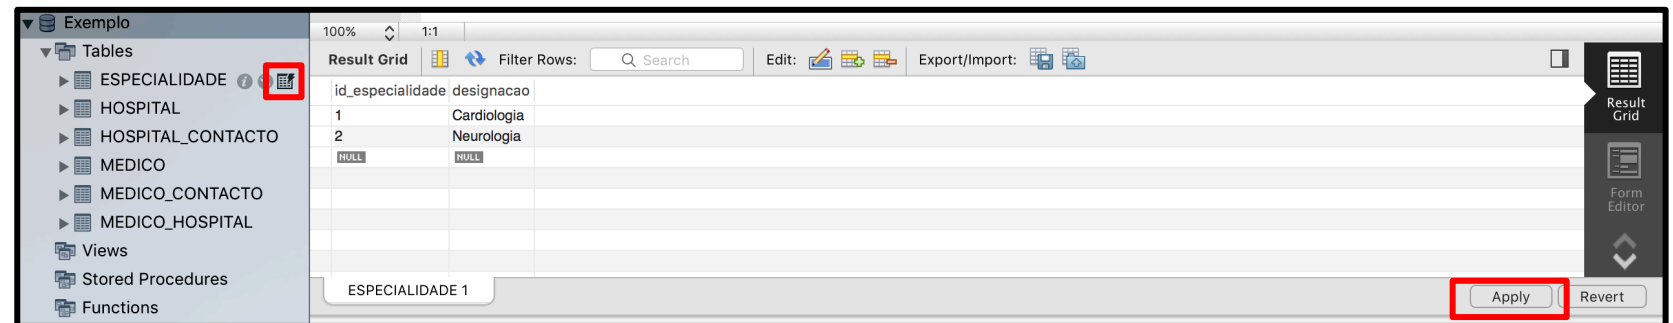 Exemplo
Tables
ESPECIALIDADE
HOSPITAL
HOSPITAL_CONTACTO
MEDICO
MEDICO_CONTACTO
MEDICO_HOSPITAL
Views
Stored Procedures
Functions
100% 1:1
Result Grid Filter Rows: Search Edit: Export/Import:
id_especialidade designacao
1 Cardiologia
2 Neurologia
NULL NULL
ESPECIALIDADE 1
Apply Revert
Result
Grid
Form
Editor